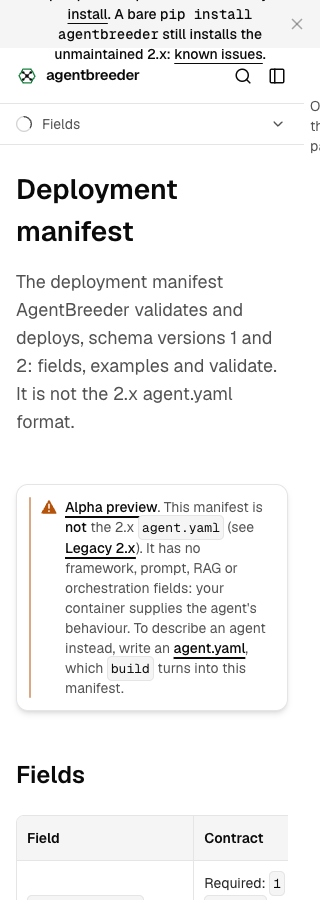 install. A bare pip install
agentbreeder still installs the
unmaintained 2.x: known issues.
agentbreeder
Fields
Deployment
manifest
The deployment manifest
AgentBreeder validates and
deploys, schema versions 1 and
2: fields, examples and validate.
It is not the 2.x agent.yaml
format.
Alpha preview. This manifest is
not the 2.x agent.yaml (see
Legacy 2.x). It has no
framework, prompt, RAG or
orchestration fields: your
container supplies the agent's
behaviour. To describe an agent
instead, write an agent.yaml,
which build turns into this
manifest.
Fields
Field Contract
Required: 1